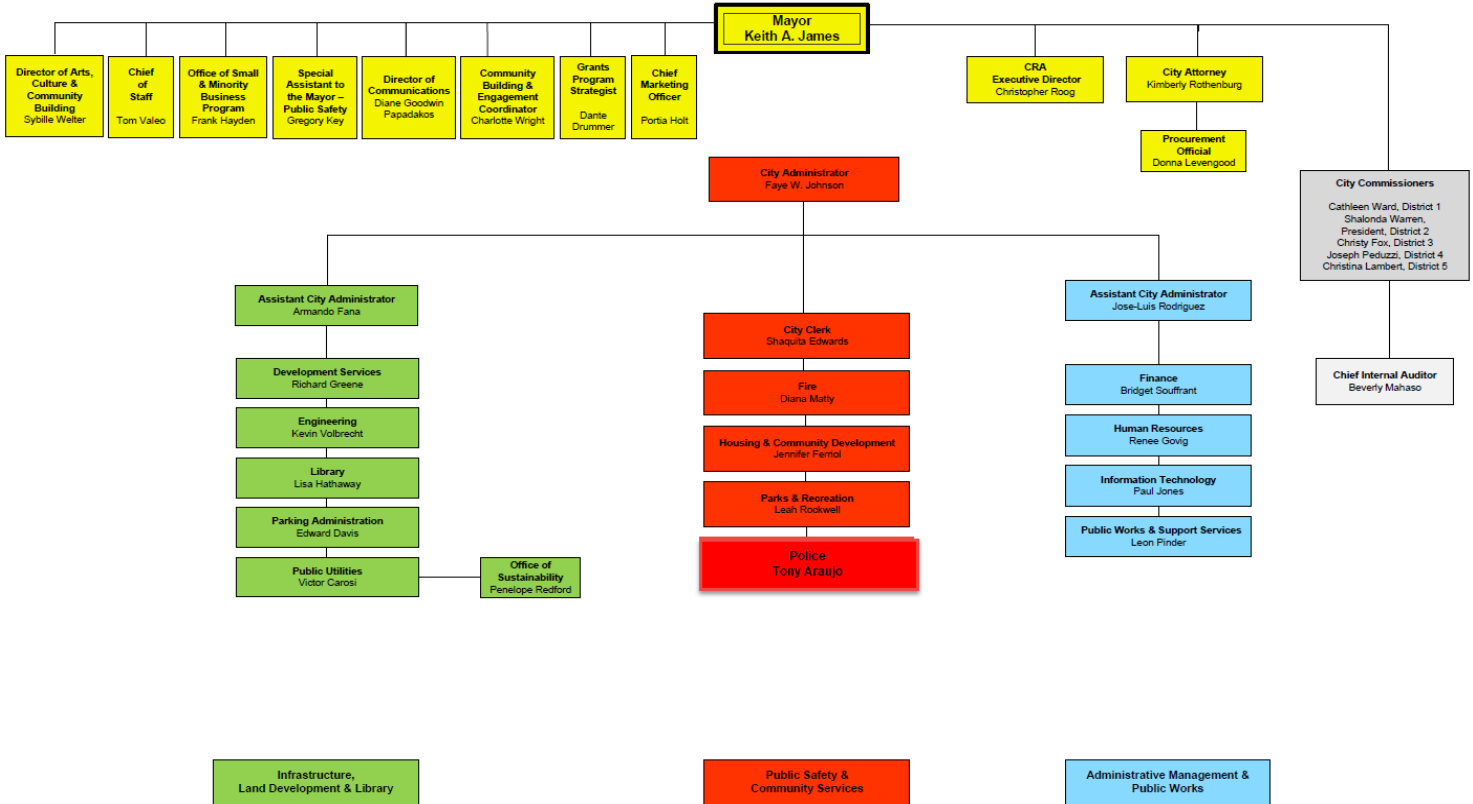 Mayor
Keith A. James
Director of Arts,
Culture &
Community
Building
Sybille Welter
Chief
of
Staff
Tom Valeo
Office of Small
& Minority
Business
Program
Frank Hayden
Special
Assistant to
the Mayor –
Public Safety
Gregory Key
Director of
Communications
Diane Goodwin
Papadakos
Community
Building &
Engagement
Coordinator
Charlotte Wright
Grants
Program
Strategist
Dante
Drummer
Chief
Marketing
Officer
Portia Holt
CRA
Executive Director
Christopher Roog
City Attorney
Kimberly Rothenburg
Procurement
Official
Donna Levengood
City Commissioners
Cathleen Ward, District 1
Shalonda Warren,
President, District 2
Christy Fox, District 3
Joseph Peduzzi, District 4
Christina Lambert, District 5
Chief Internal Auditor
Beverly Mahaso
City Administrator
Faye W. Johnson
Assistant City Administrator
Armando Fana
Development Services
Richard Greene
Engineering
Kevin Volbrecht
Library
Lisa Hathaway
Parking Administration
Edward Davis
Public Utilities
Victor Carosi
Office of
Sustainability
Penelope Redford
City Clerk
Shaquita Edwards
Fire
Diana Matty
Housing & Community Development
Jennifer Ferriol
Parks & Recreation
Leah Rockwell
Police
Tony Araujo
Assistant City Administrator
Jose-Luis Rodriguez
Finance
Bridget Souffrant
Human Resources
Renee Govig
Information Technology
Paul Jones
Public Works & Support Services
Leon Pinder
Infrastructure,
Land Development & Library
Public Safety &
Community Services
Administrative Management &
Public Works